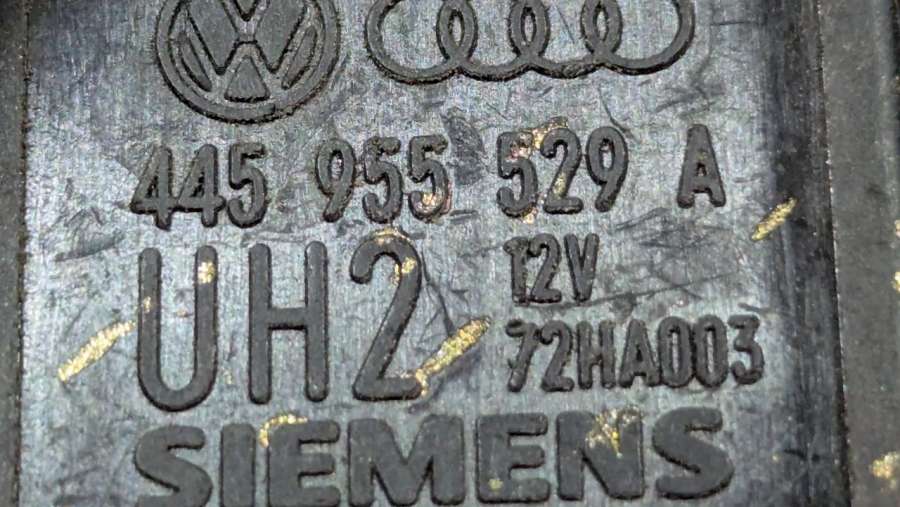 445 955 529 A
UH2
12V
72HA003
SIEMENS